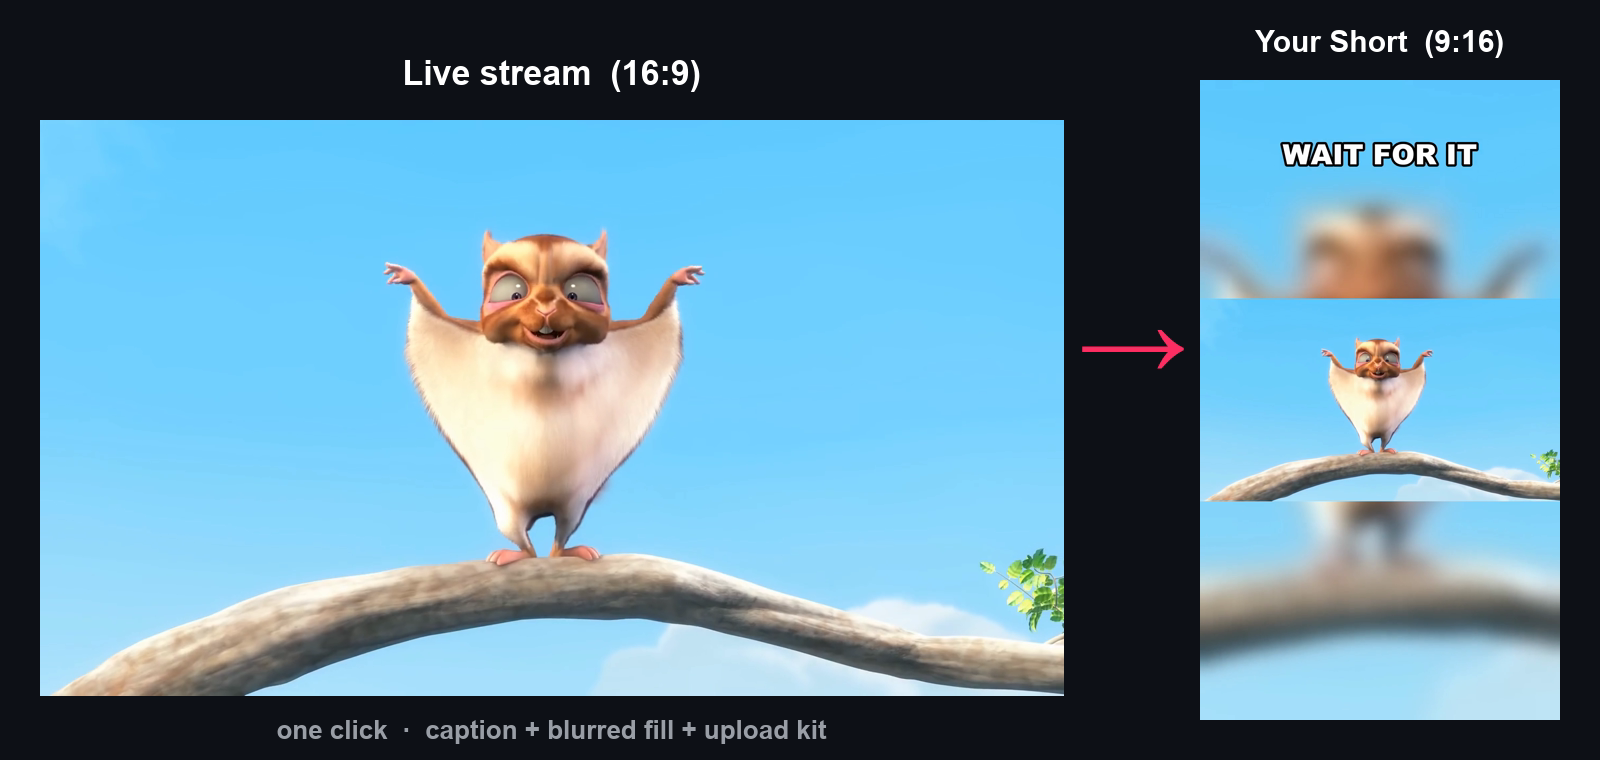 Live stream (16:9)
Your Short (9:16)
WAIT FOR IT
one click · caption + blurred fill + upload kit